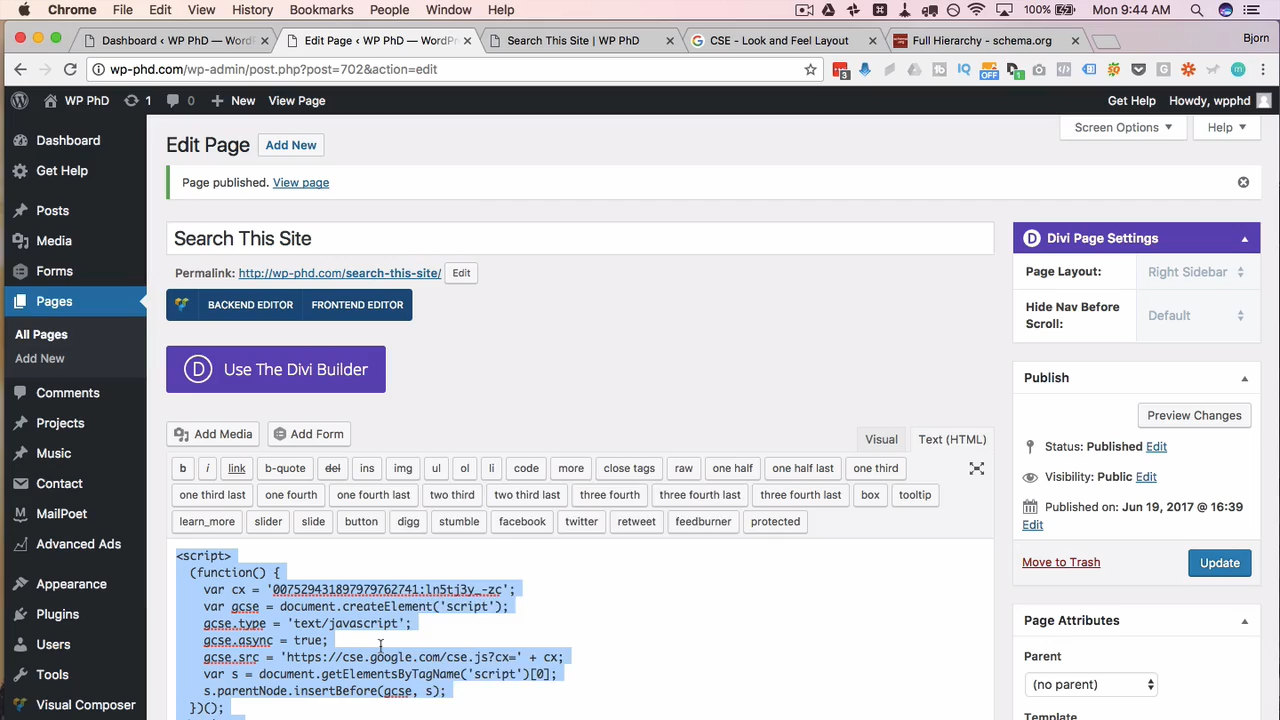 Chrome File Edit View History Bookmarks People Window Help 100% Mon 9:44 AM
Dashboard ‹ WP PhD — WordPr × Edit Page ‹ WP PhD — WordPre × Search This Site | WP PhD × CSE - Look and Feel Layout × Full Hierarchy - schema.org × Bjorn
wp-phd.com/wp-admin/post.php?post=702&action=edit 3 OFF 1
WP PhD 1 0 New View Page Get Help Howdy, wpphd
Screen Options Help
Edit Page Add New
Page published. View page
Search This Site
Permalink: http://wp-phd.com/search-this-site/ Edit
BACKEND EDITOR FRONTEND EDITOR
D Use The Divi Builder
Add Media Add Form Visual Text (HTML)
b i link b-quote del ins img ul ol li code more close tags raw one half one half last one third
one third last one fourth one fourth last two third two third last three fourth three fourth last three fourth last box tooltip
learn_more slider slide button digg stumble facebook twitter retweet feedburner protected
<script>
(function() {
var cx = '007529431897979762741:ln5tj3y_-zc';
var gcse = document.createElement('script');
gcse.type = 'text/javascript';
gcse.async = true;
gcse.src = 'https://cse.google.com/cse.js?cx=' + cx;
var s = document.getElementsByTagName('script')[0];
s.parentNode.insertBefore(gcse, s);
})();
Dashboard
Get Help
Posts
Media
Forms
Pages
All Pages
Add New
Comments
Projects
Music
Contact
MailPoet
Advanced Ads
Appearance
Plugins
Users
Tools
Visual Composer
D Divi Page Settings
Page Layout: Right Sidebar
Hide Nav Before
Scroll: Default
Publish
Preview Changes
Status: Published Edit
Visibility: Public Edit
Published on: Jun 19, 2017 @ 16:39
Edit
Move to Trash Update
Page Attributes
Parent
(no parent)
Template